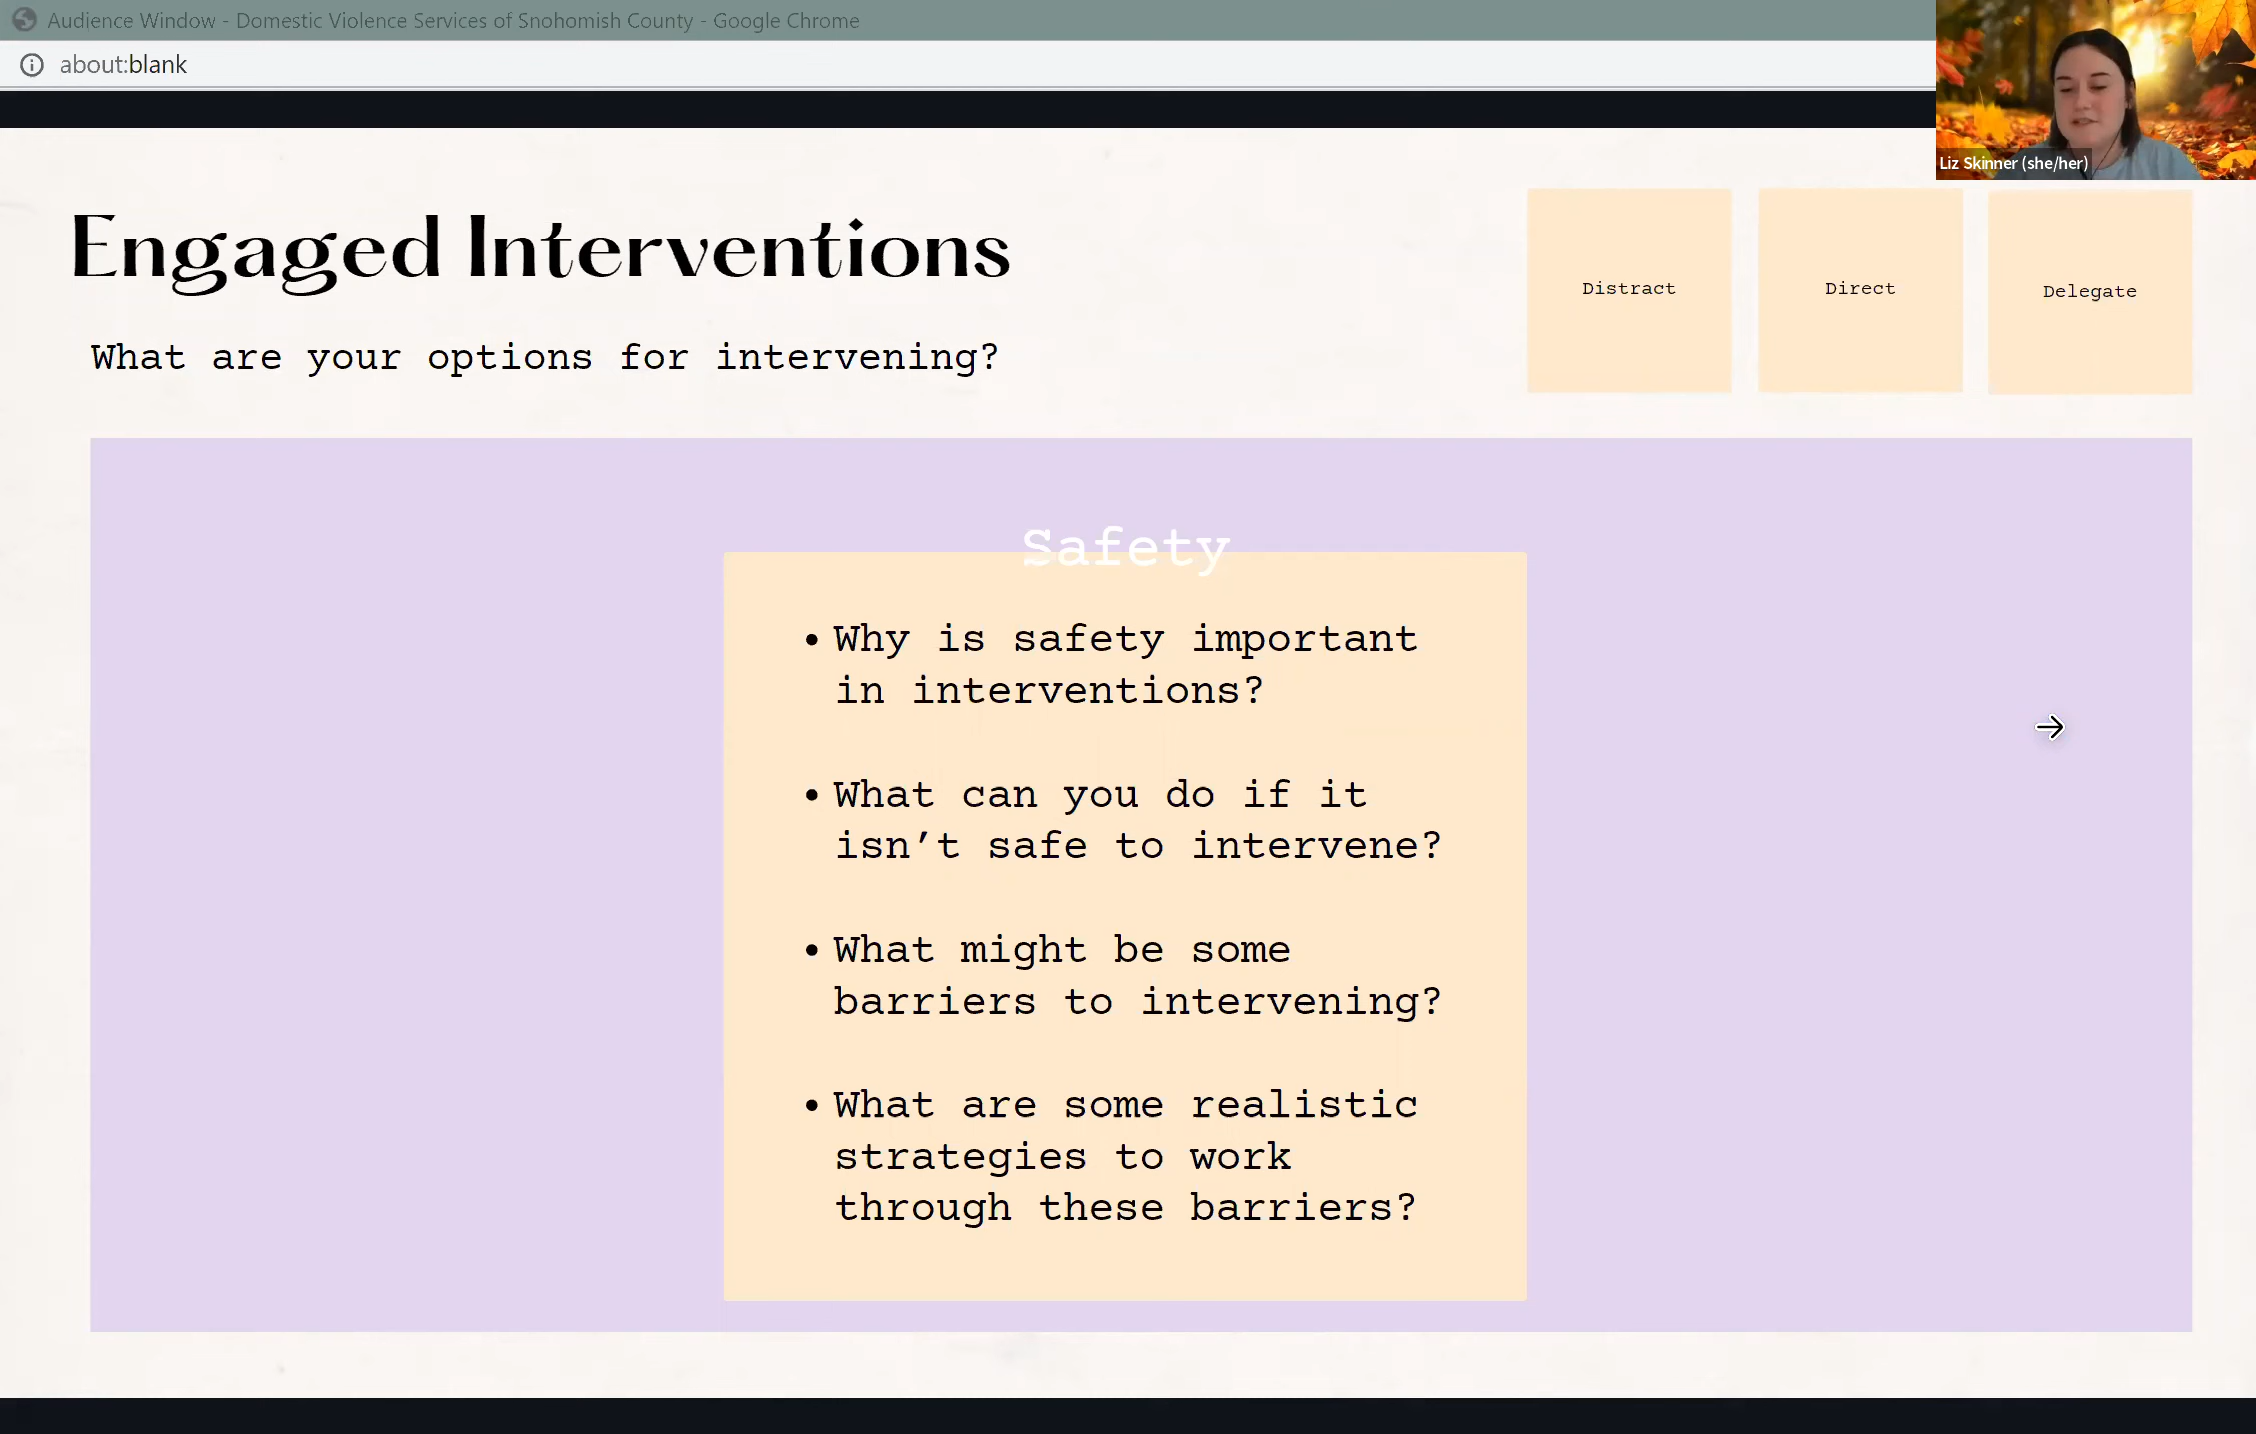 Audience Window - Domestic Violence Services of Snohomish County - Google Chrome
about:blank
Liz Skinner (she/her)
Engaged Interventions
What are your options for intervening?
Distract
Direct
Delegate
Safety
• Why is safety important
in interventions?
• What can you do if it
isn’t safe to intervene?
• What might be some
barriers to intervening?
• What are some realistic
strategies to work
through these barriers?